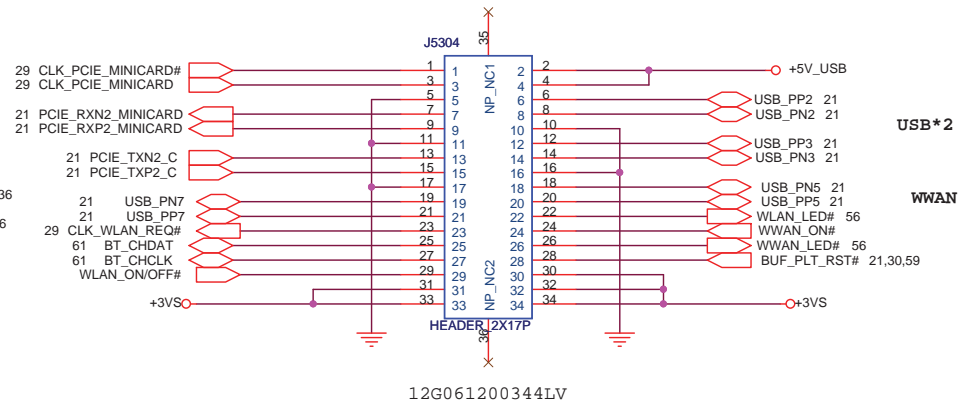 J5304
35
NP_NC1
29 CLK_PCIE_MINICARD# 1 1 2 2 +5V_USB
29 CLK_PCIE_MINICARD 3 3 4 4
5 5 6 6 USB_PP2 21
21 PCIE_RXN2_MINICARD 7 7 8 8 USB_PN2 21
21 PCIE_RXP2_MINICARD 9 9 10 10
USB*2
11 11 12 12 USB_PP3 21
21 PCIE_TXN2_C 13 13 14 14 USB_PN3 21
21 PCIE_TXP2_C 15 15 16 16
17 17 18 18 USB_PN5 21
36
WWAN
21 USB_PN7 19 19 20 20 USB_PP5 21
21 USB_PP7 21 21 22 22 WLAN_LED# 56
6
29 CLK_WLAN_REQ# 23 23 24 24 WWAN_ON#
61 BT_CHDAT 25 25 26 26 WWAN_LED# 56
61 BT_CHCLK 27 27 28 28 BUF_PLT_RST# 21,30,59
WLAN_ON/OFF# 29 29 30 30
31 31 32 32
+3VS 33 33 34 34 +3VS
NP_NC2
HEADER_2X17P
36
12G061200344LV